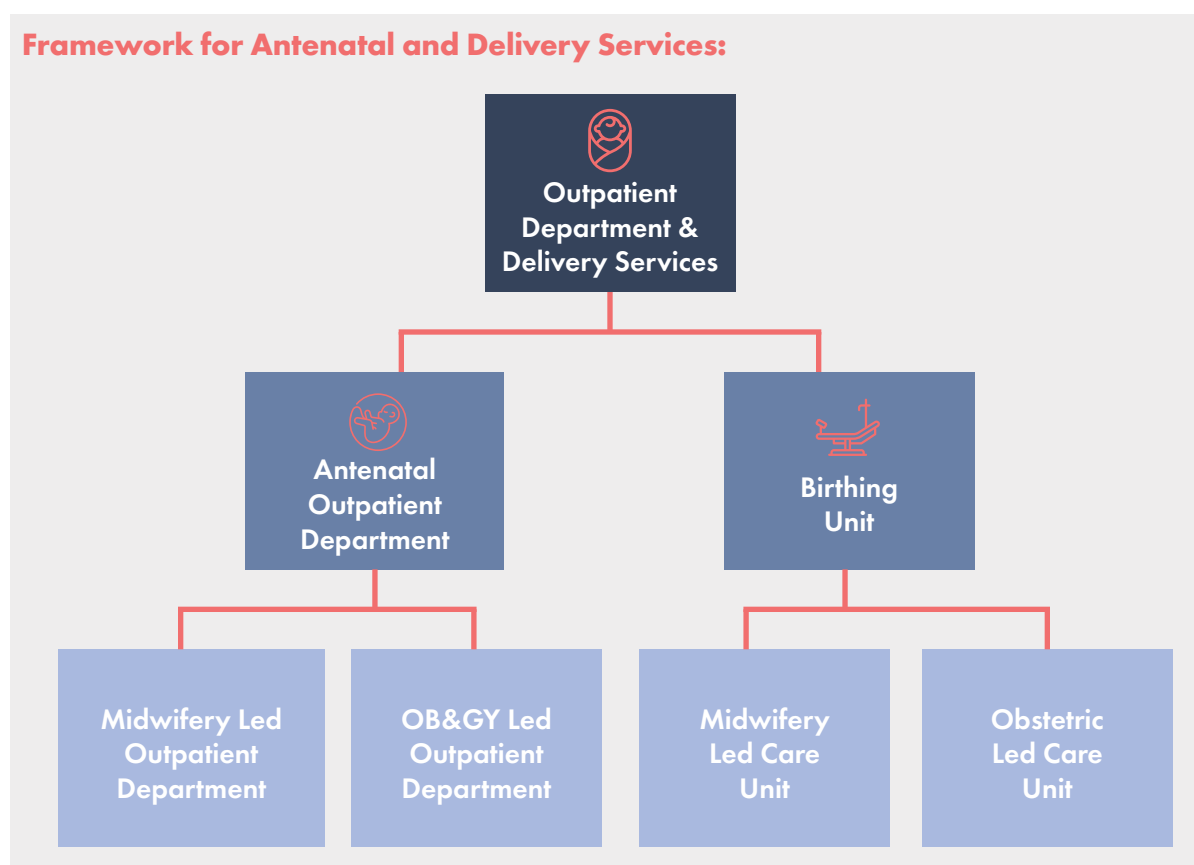 Framework for Antenatal and Delivery Services:
Outpatient
Department &
Delivery Services
Antenatal
Outpatient
Department
Birthing
Unit
Midwifery Led
Outpatient
Department
OB&GY Led
Outpatient
Department
Midwifery
Led Care
Unit
Obstetric
Led Care
Unit